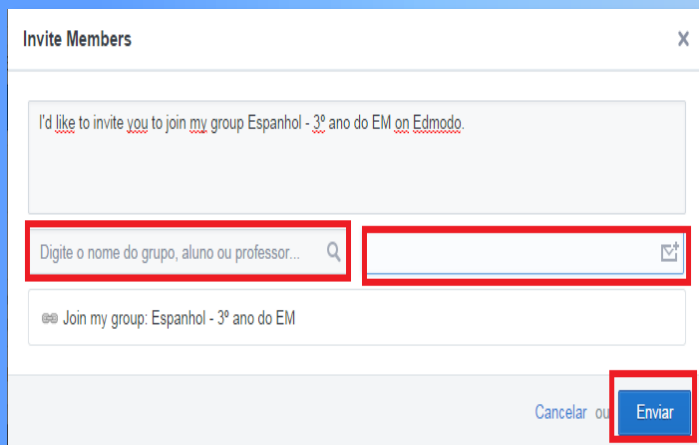 Invite Members
I'd like to invite you to join my group Espanhol - 3º ano do EM on Edmodo.
Digite o nome do grupo, aluno ou professor...
Join my group: Espanhol - 3º ano do EM
Cancelar ou Enviar